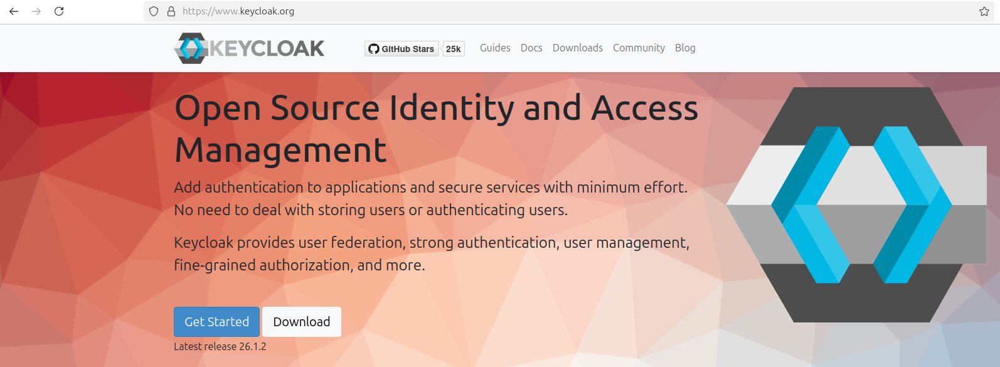 https://www.keycloak.org
KEYCLOAK
GitHub Stars 25k Guides Docs Downloads Community Blog
Open Source Identity and Access
Management
Add authentication to applications and secure services with minimum effort.
No need to deal with storing users or authenticating users.
Keycloak provides user federation, strong authentication, user management,
fine-grained authorization, and more.
Get Started Download
Latest release 26.1.2